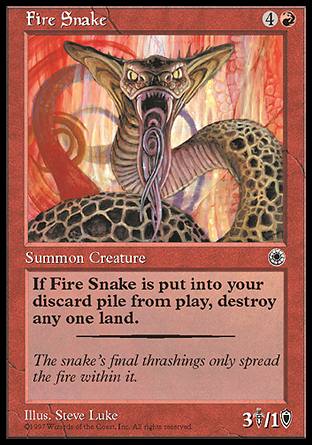 Fire Snake 4
Summon Creature
If Fire Snake is put into your
discard pile from play, destroy
any one land.
The snake's final thrashings only spread
the fire within it.
Illus. Steve Luke
©1997 Wizards of the Coast, Inc. All rights reserved.
3/1